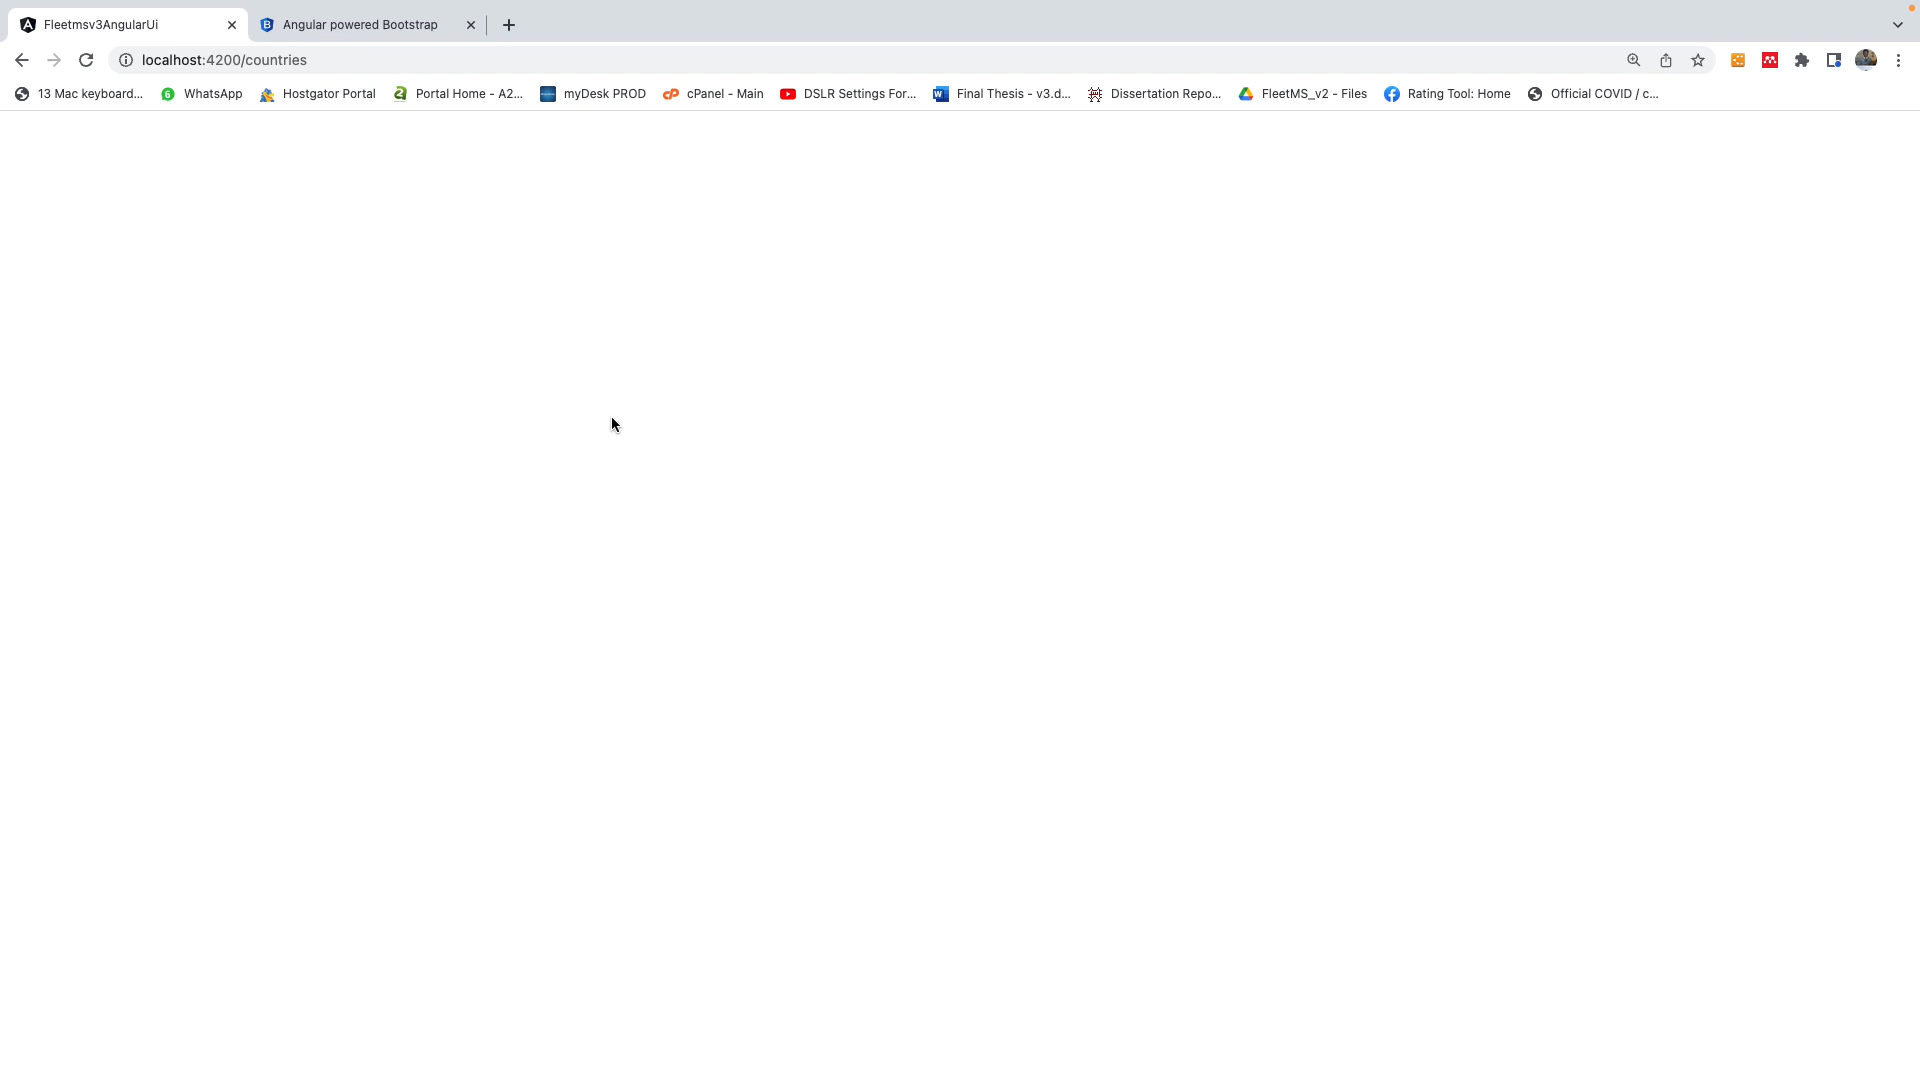 Fleetmsv3AngularUi
Angular powered Bootstrap
localhost:4200/countries
13 Mac keyboard...
WhatsApp
Hostgator Portal
Portal Home - A2...
myDesk PROD
cPanel - Main
DSLR Settings For...
Final Thesis - v3.d...
Dissertation Repo...
FleetMS_v2 - Files
Rating Tool: Home
Official COVID / c...